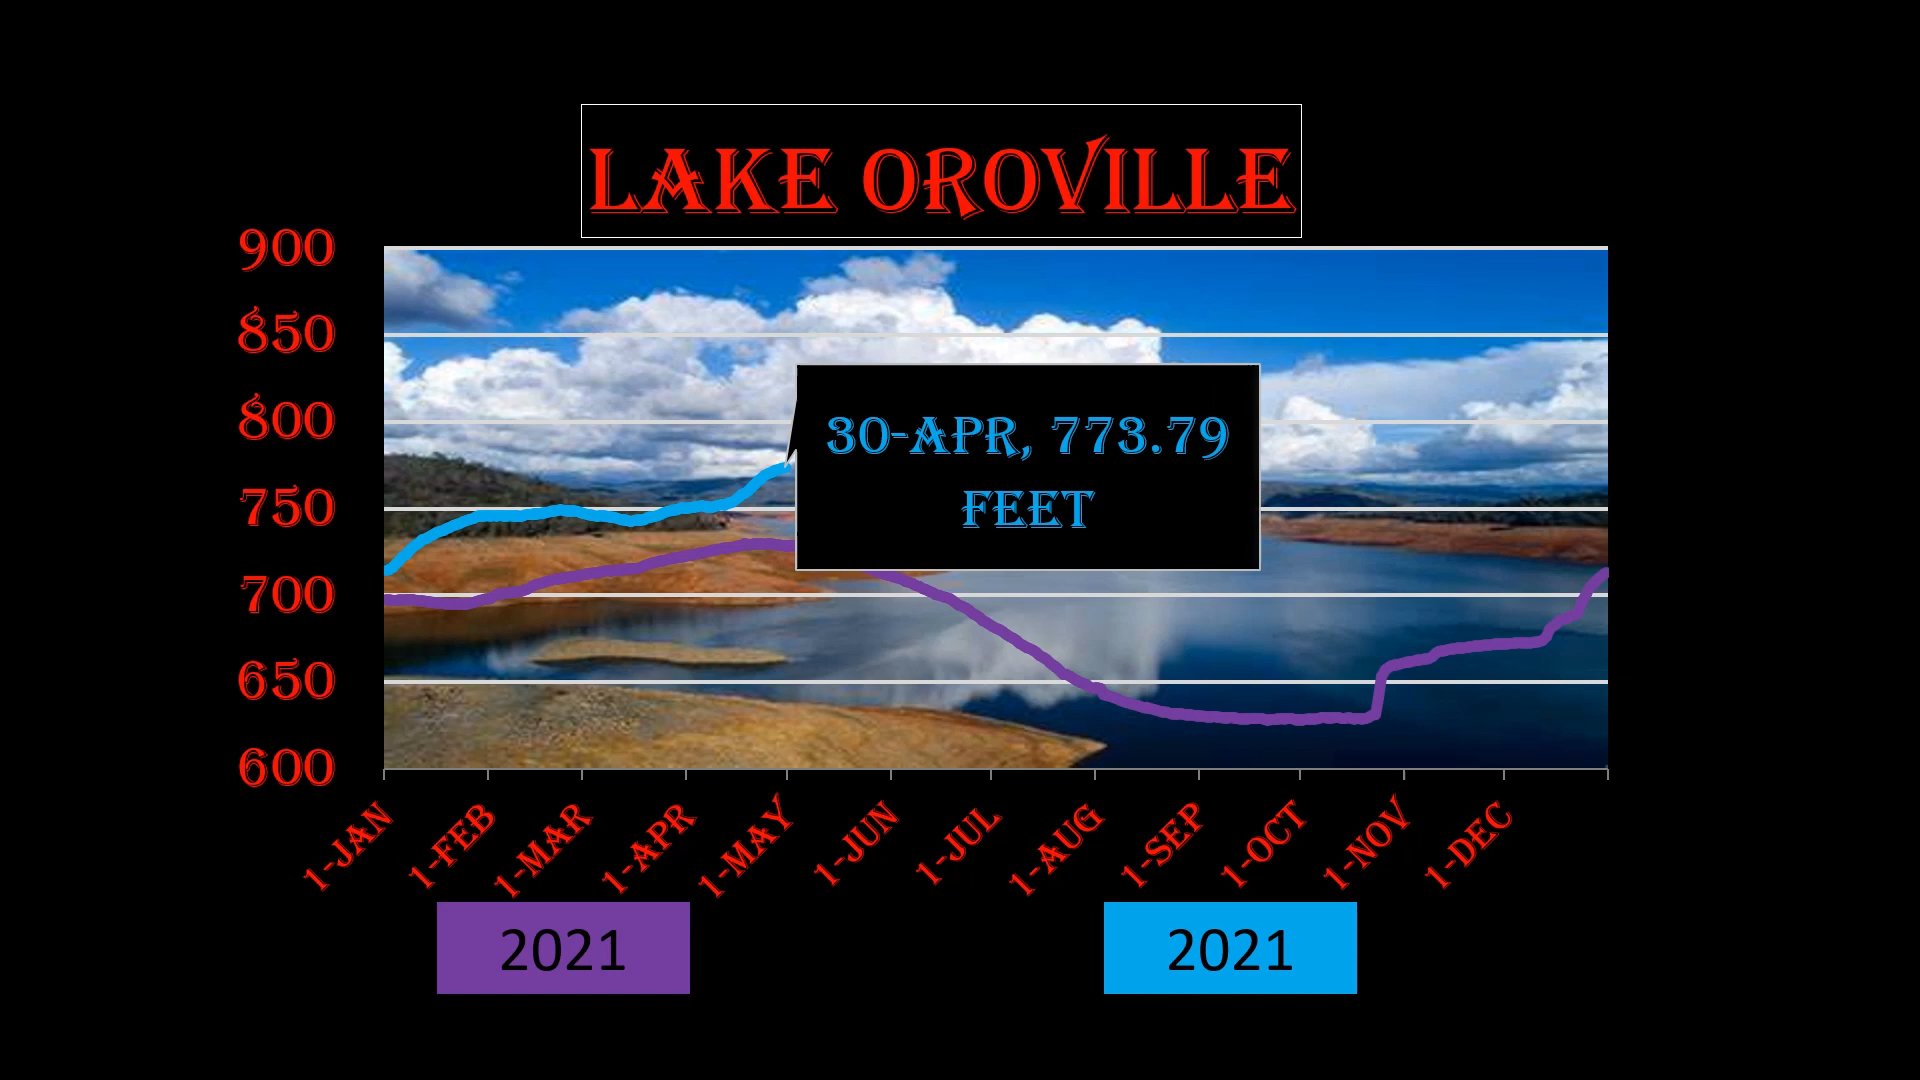 LAKE OROVILLE
900
850
800
750
700
650
600
30-APR, 773.79
FEET
1-JAN
1-FEB
1-MAR
1-APR
1-MAY
1-JUN
1-JUL
1-AUG
1-SEP
1-OCT
1-NOV
1-DEC
2021
2021